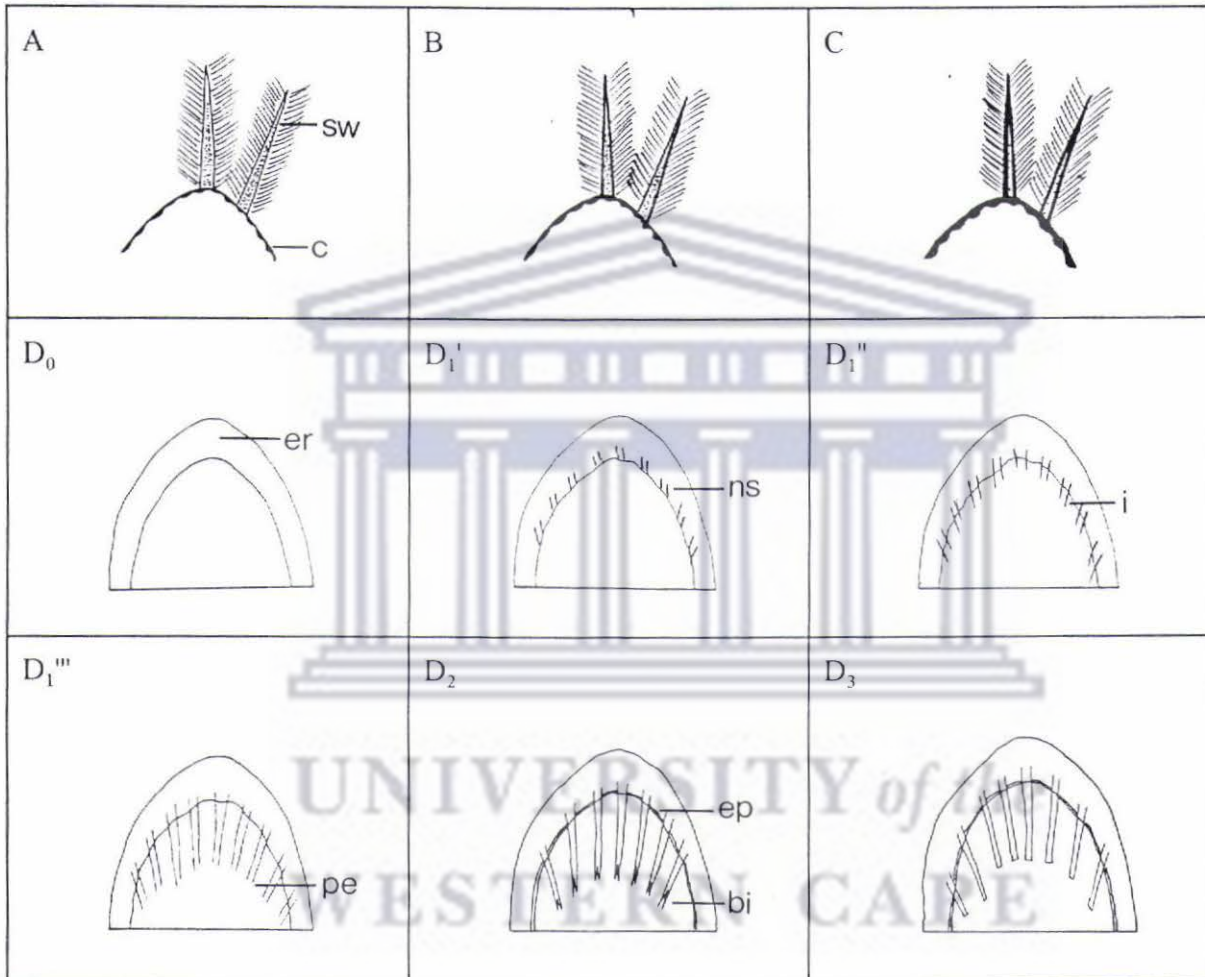 A
B
C
sw
c
D₀
D₁'
D₁"
er
ns
i
D₁'"
D₂
D₃
pe
ep
bi
UNIVERSITY of the
WESTERN CAPE